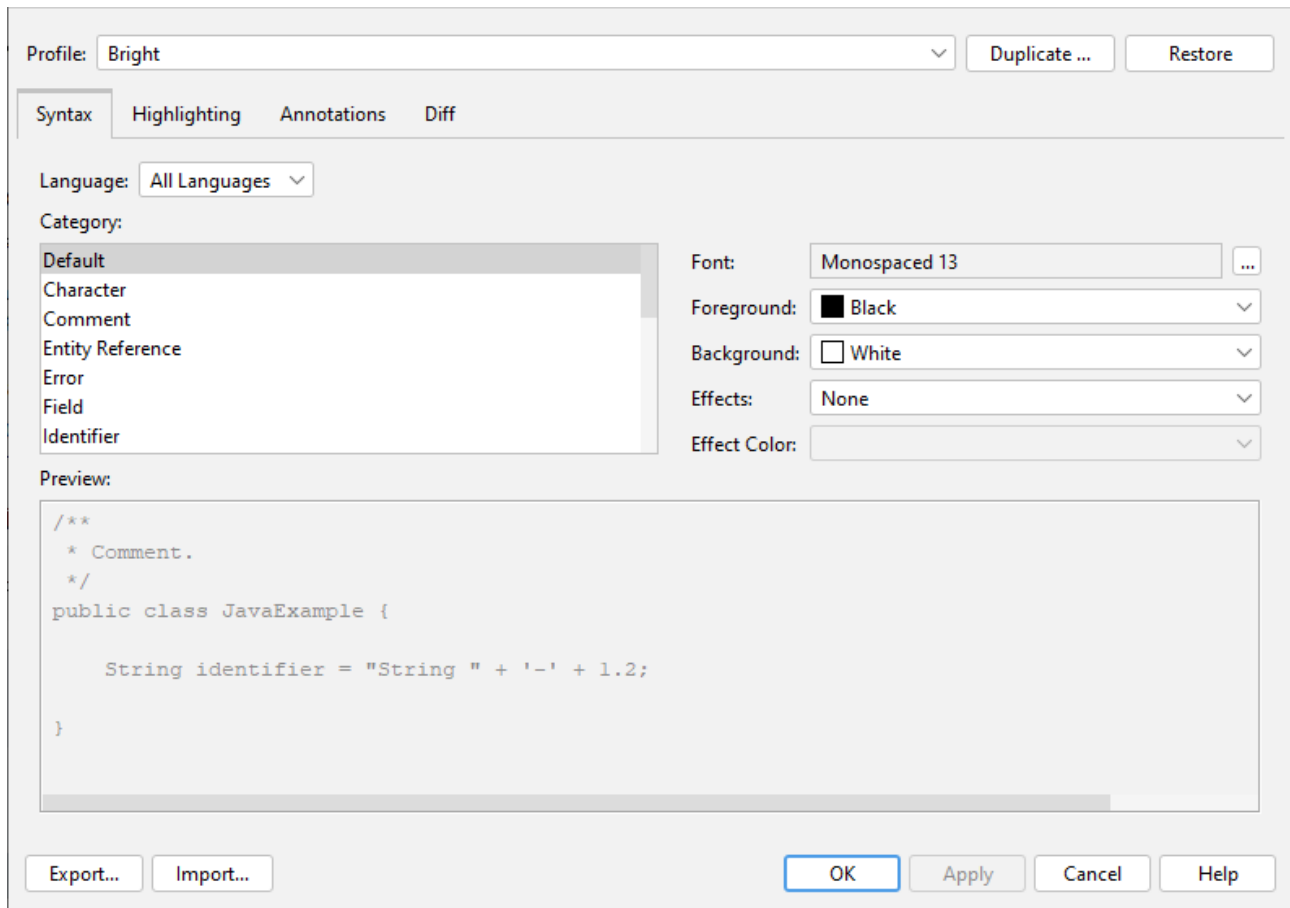 Profile: Bright Duplicate ... Restore
Syntax Highlighting Annotations Diff
Language: All Languages
Category:
Default
Character
Comment
Entity Reference
Error
Field
Identifier
Font: Monospaced 13 ...
Foreground: Black
Background: White
Effects: None
Effect Color:
Preview:
/**
 * Comment.
 */
public class JavaExample {
    String identifier = "String " + '-' + 1.2;
}
Export... Import... OK Apply Cancel Help